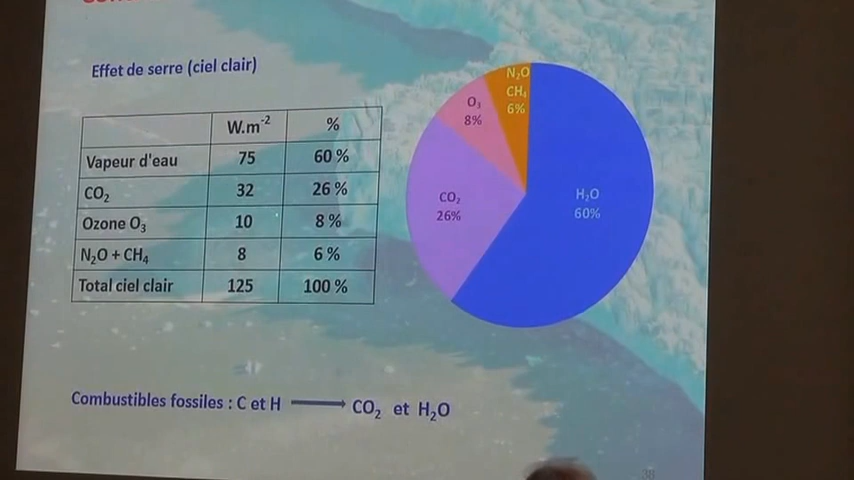 Effet de serre (ciel clair)
W.m⁻² %
Vapeur d'eau 75 60 %
CO₂ 32 26 %
Ozone O₃ 10 8 %
N₂O + CH₄ 8 6 %
Total ciel clair 125 100 %
N₂O
CH₄
6%
O₃
8%
CO₂
26%
H₂O
60%
Combustibles fossiles : C et H ⟶ CO₂ et H₂O
38